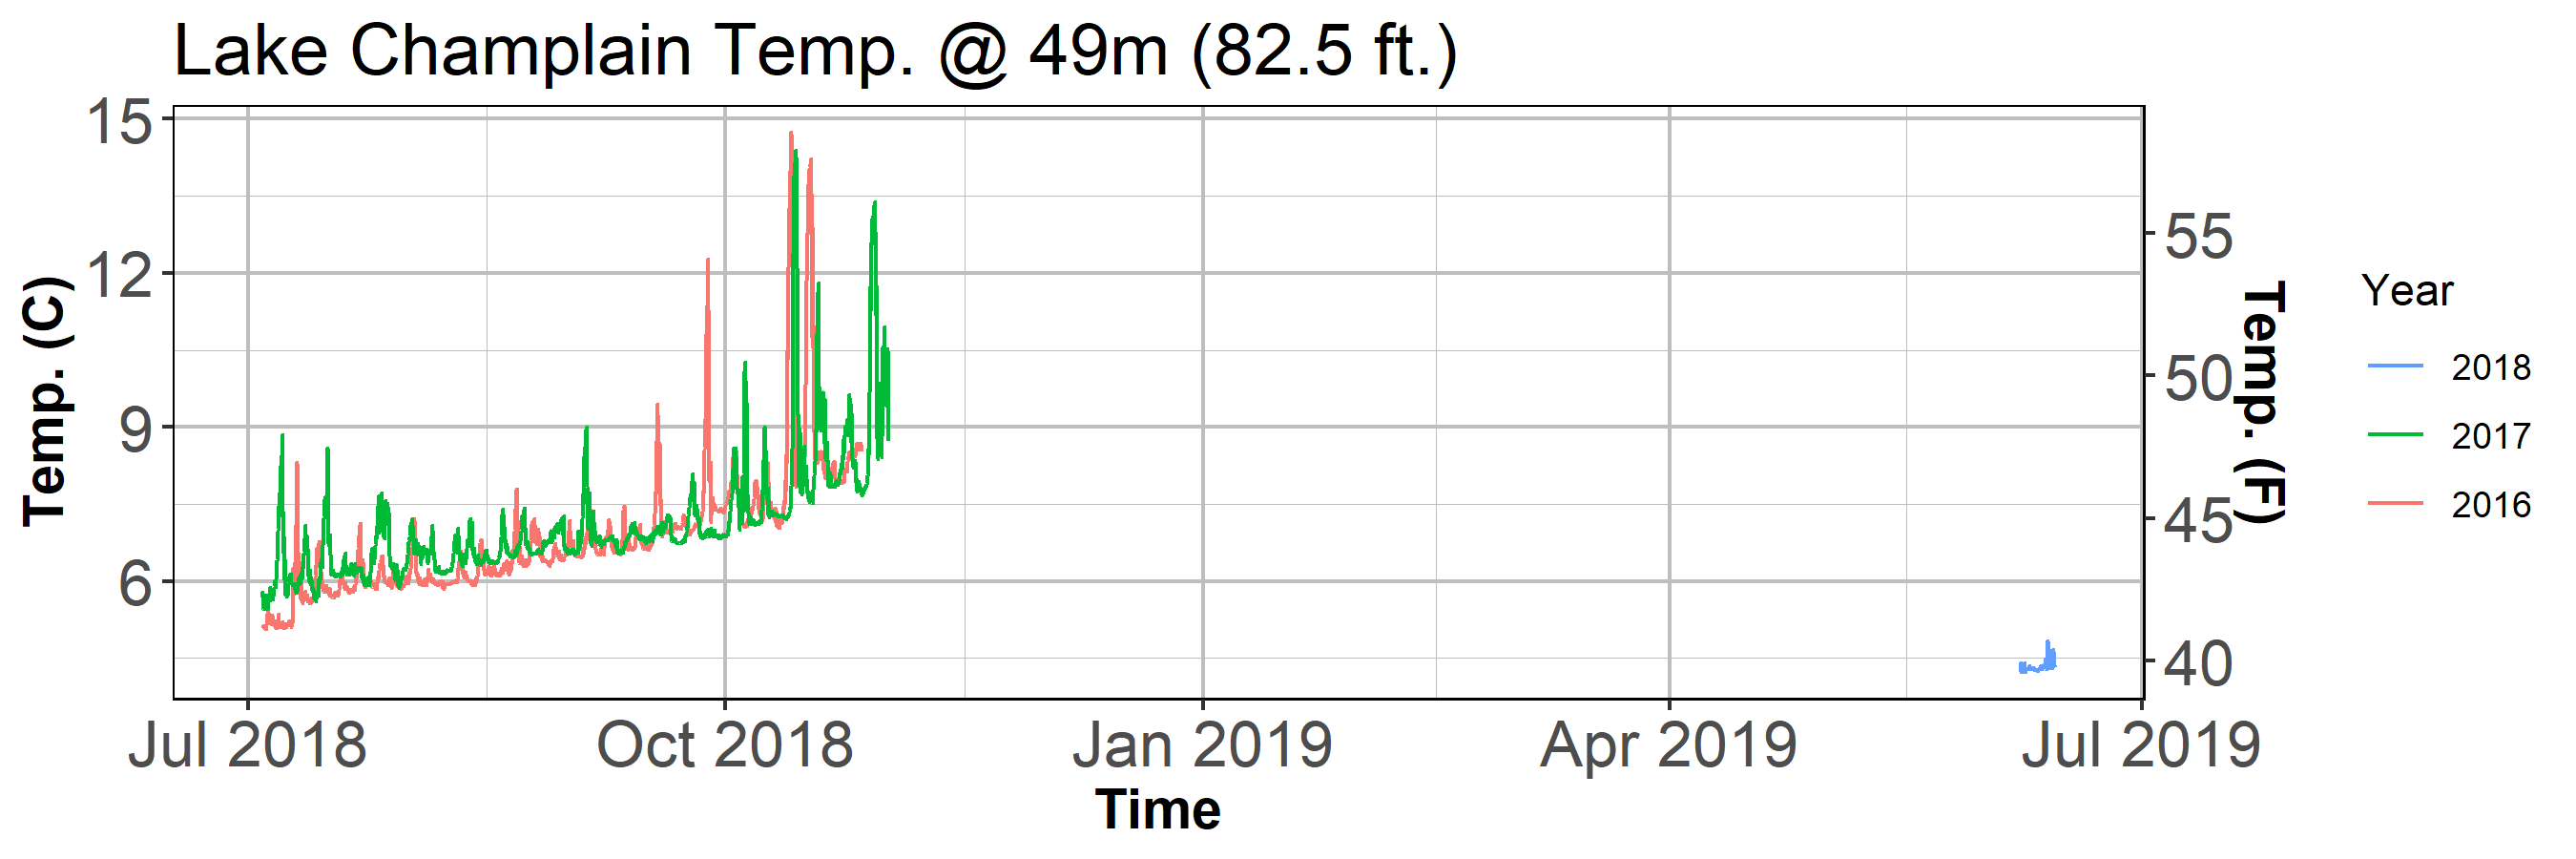 Lake Champlain Temp. @ 49m (82.5 ft.)
Temp. (C)
15
12
9
6
55
50
45
40
Temp. (F)
Jul 2018
Oct 2018
Jan 2019
Apr 2019
Jul 2019
Time
Year
2018
2017
2016